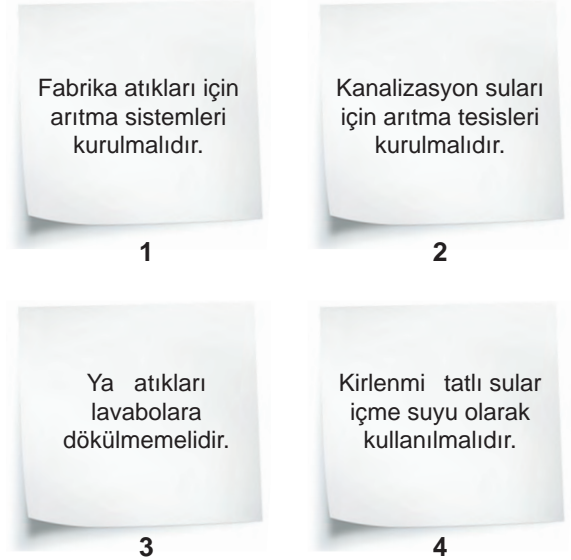 Fabrika atıkları için
arıtma sistemleri
kurulmalıdır.
1
Kanalizasyon suları
için arıtma tesisleri
kurulmalıdır.
2
Ya atıkları
lavabolara
dökülmemelidir.
3
Kirlenmi tatlı sular
içme suyu olarak
kullanılmalıdır.
4